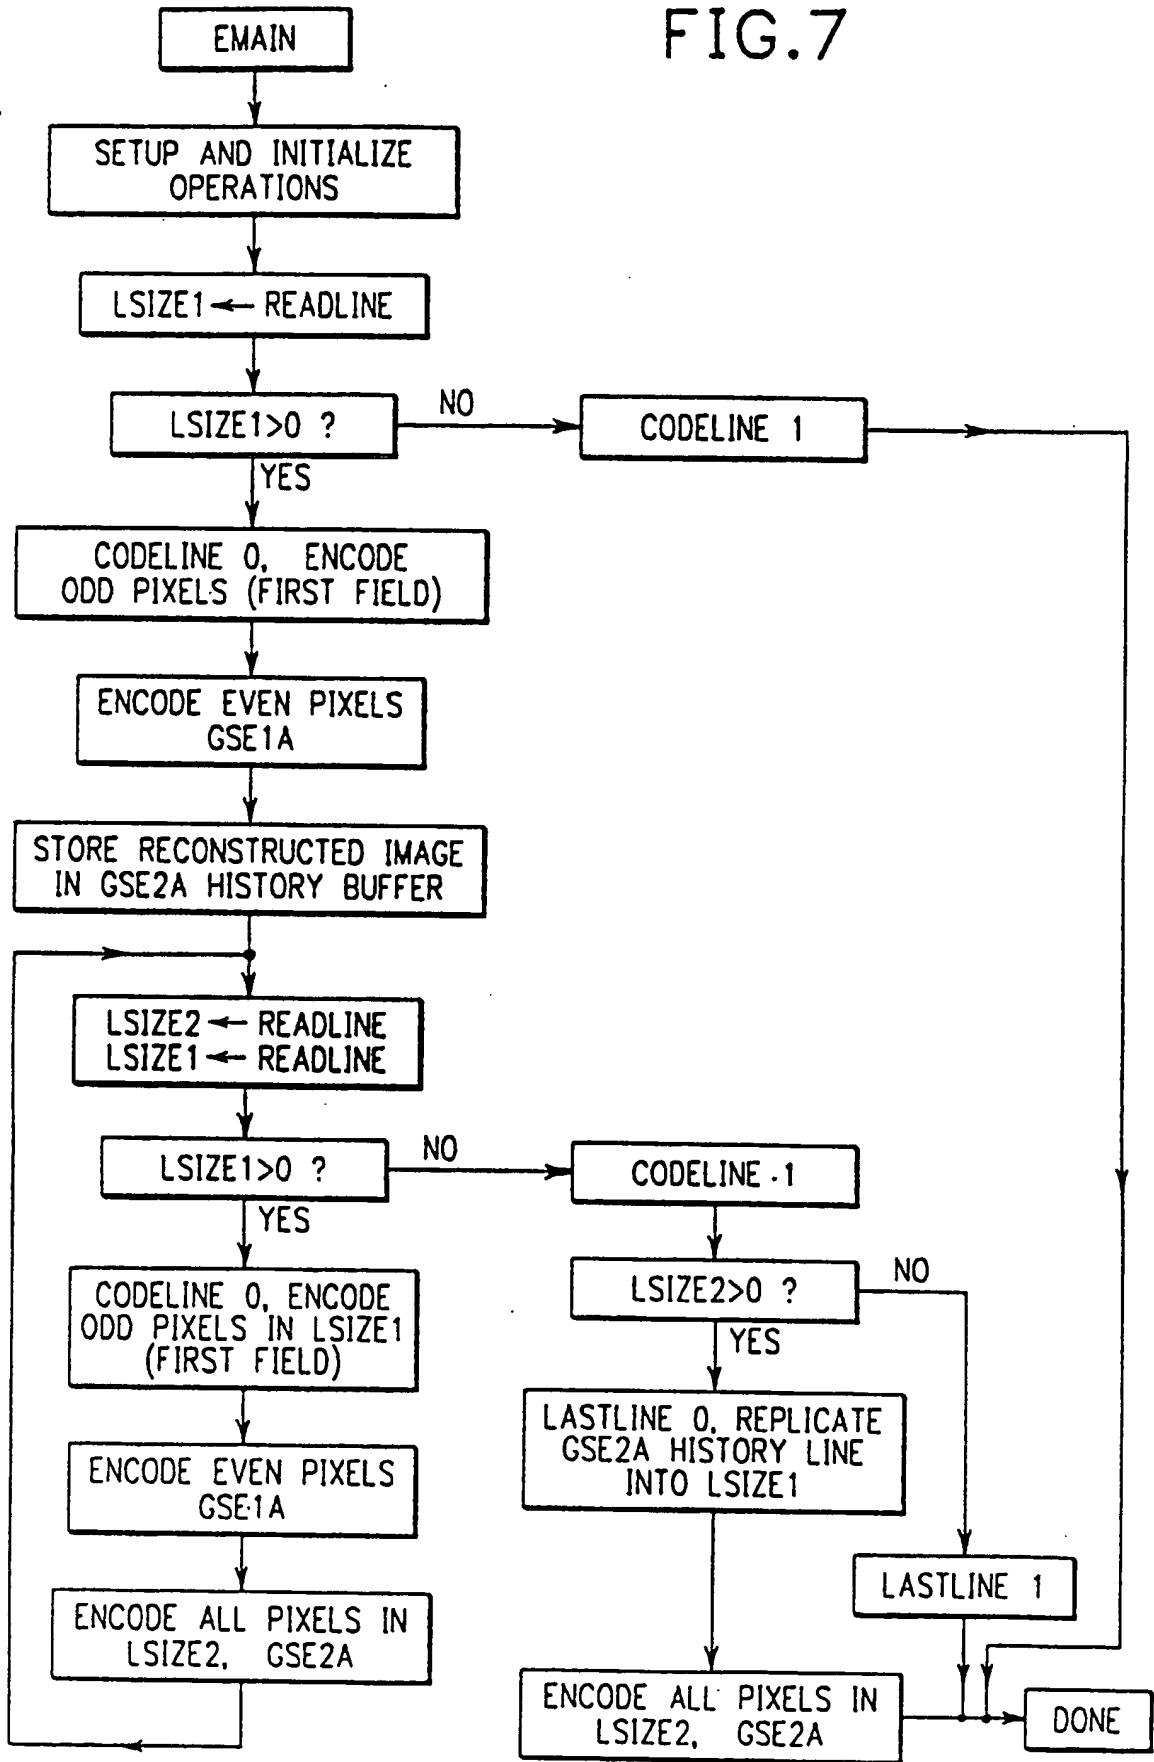 FIG.7
EMAIN
SETUP AND INITIALIZE
OPERATIONS
LSIZE1 ← READLINE
LSIZE1>0 ?
NO
CODELINE 1
YES
CODELINE 0, ENCODE
ODD PIXELS (FIRST FIELD)
ENCODE EVEN PIXELS
GSE1A
STORE RECONSTRUCTED IMAGE
IN GSE2A HISTORY BUFFER
LSIZE2 ← READLINE
LSIZE1 ← READLINE
LSIZE1>0 ?
NO
CODELINE 1
YES
LSIZE2>0 ?
NO
YES
CODELINE 0, ENCODE
ODD PIXELS IN LSIZE1
(FIRST FIELD)
LASTLINE 0, REPLICATE
GSE2A HISTORY LINE
INTO LSIZE1
ENCODE EVEN PIXELS
GSE1A
LASTLINE 1
ENCODE ALL PIXELS IN
LSIZE2, GSE2A
ENCODE ALL PIXELS IN
LSIZE2, GSE2A
DONE